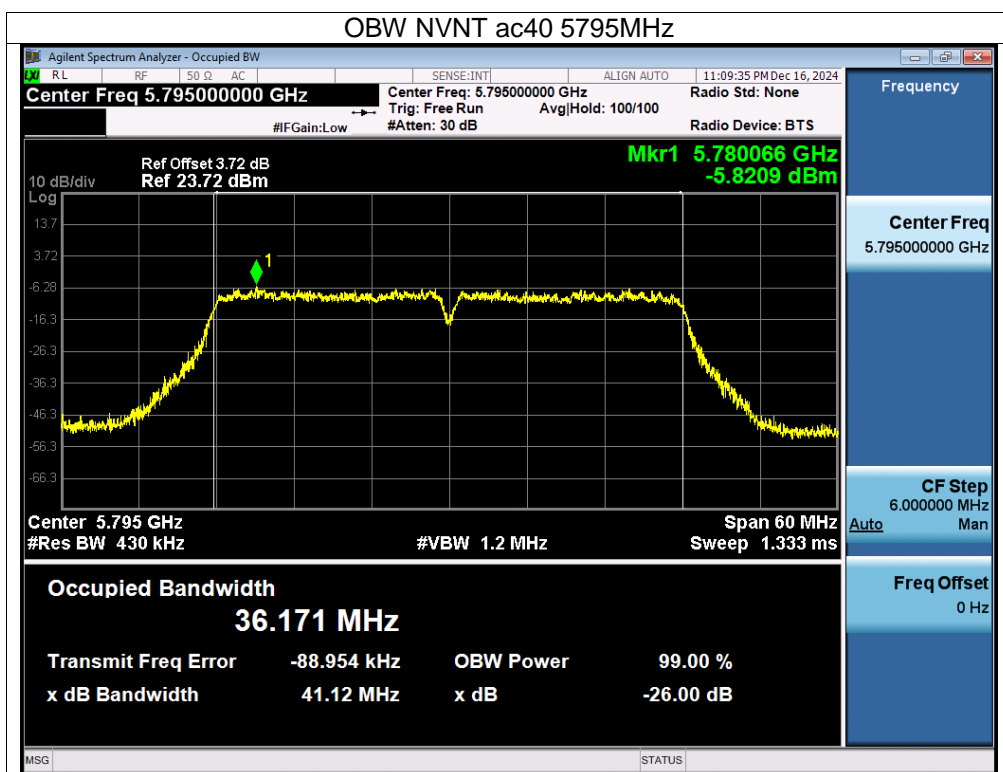 OBW NVNT ac40 5795MHz
Agilent Spectrum Analyzer - Occupied BW
LXI RL RF 50 Ω AC SENSE:INT ALIGN AUTO 11:09:35 PM Dec 16, 2024
Center Freq 5.795000000 GHz
Center Freq: 5.795000000 GHz
Radio Std: None
Trig: Free Run Avg|Hold: 100/100
#IFGain:Low #Atten: 30 dB Radio Device: BTS
Frequency
Mkr1 5.780066 GHz
-5.8209 dBm
Ref Offset 3.72 dB
10 dB/div Ref 23.72 dBm
Log
13.7
3.72
-6.28
-16.3
-26.3
-36.3
-46.3
-56.3
-66.3
1
Center 5.795 GHz Span 60 MHz
#Res BW 430 kHz #VBW 1.2 MHz Sweep 1.333 ms
Center Freq
5.795000000 GHz
CF Step
6.000000 MHz
Auto Man
Freq Offset
0 Hz
Occupied Bandwidth
36.171 MHz
Transmit Freq Error -88.954 kHz OBW Power 99.00 %
x dB Bandwidth 41.12 MHz x dB -26.00 dB
MSG STATUS